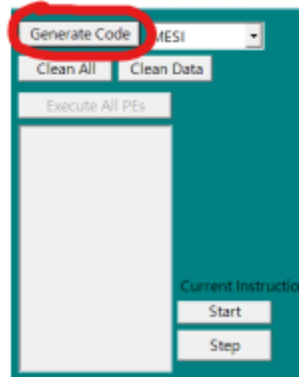 Generate Code MESI
Clean All Clean Data
Execute All PEs
Current Instructio
Start
Step